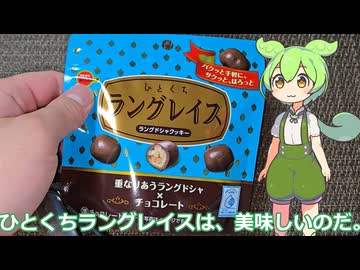 パクッと手軽に、
サクッと、ほろっと
ひとくち
ラングレイス
ラングドシャクッキー
重なりあうラングドシャ
×
チョコレート
ひとくちラングレイスは、美味しいのだ。